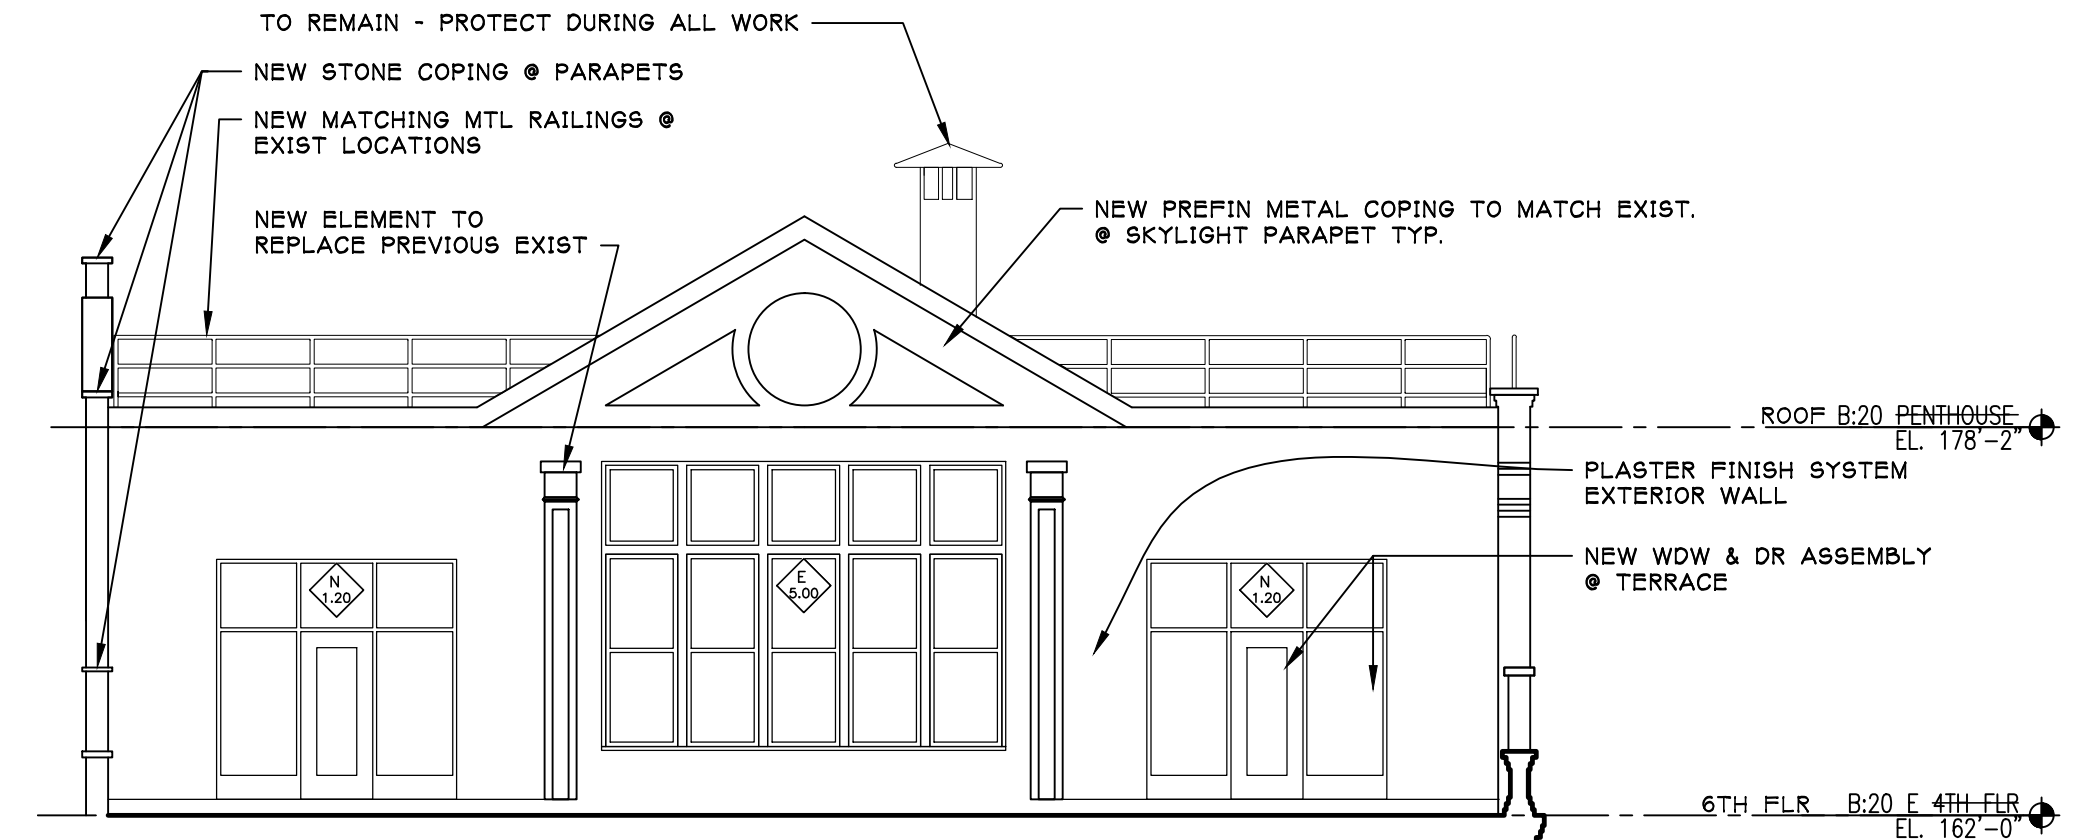 TO REMAIN - PROTECT DURING ALL WORK
NEW STONE COPING @ PARAPETS
NEW MATCHING MTL RAILINGS @
EXIST LOCATIONS
NEW ELEMENT TO
REPLACE PREVIOUS EXIST
NEW PREFIN METAL COPING TO MATCH EXIST.
@ SKYLIGHT PARAPET TYP.
ROOF B:20 PENTHOUSE
EL. 178'-2"
PLASTER FINISH SYSTEM
EXTERIOR WALL
NEW WDW & DR ASSEMBLY
@ TERRACE
N
1.20
E
5.00
N
1.20
6TH FLR B:20 E 4TH FLR
EL. 162'-0"